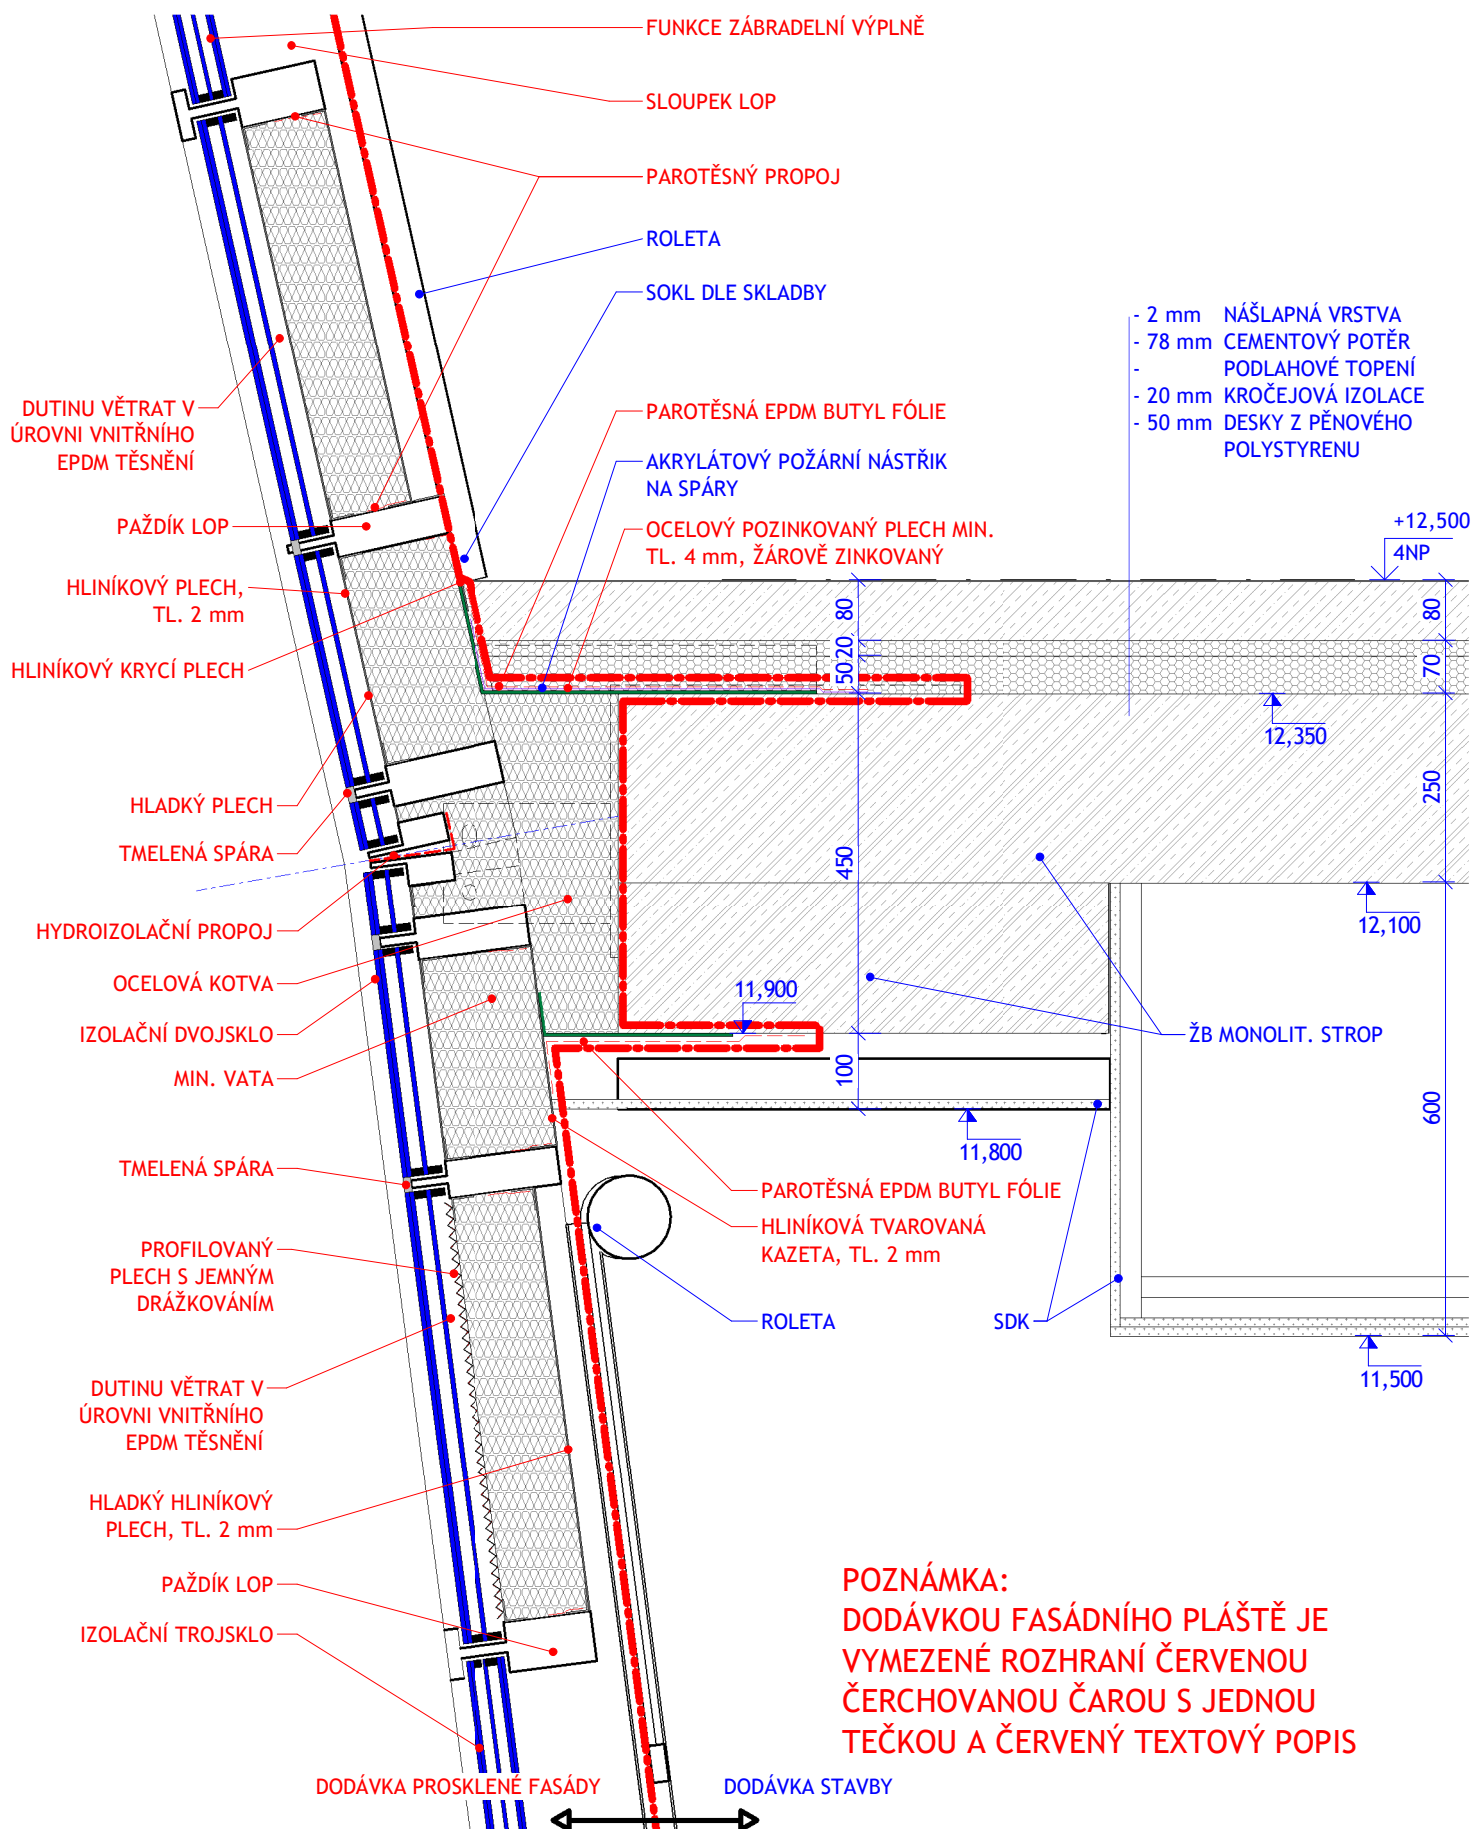 FUNKCE ZÁBRADELNÍ VÝPLNĚ
SLOUPEK LOP
PAROTĚSNÝ PROPOJ
ROLETA
SOKL DLE SKLADBY
- 2 mm NÁŠLAPNÁ VRSTVA
- 78 mm CEMENTOVÝ POTĚR
- PODLAHOVÉ TOPENÍ
- 20 mm KROČEJOVÁ IZOLACE
- 50 mm DESKY Z PĚNOVÉHO
POLYSTYRENU
DUTINU VĚTRAT V
ÚROVNI VNITŘNÍHO
EPDM TĚSNĚNÍ
PAROTĚSNÁ EPDM BUTYL FÓLIE
AKRYLÁTOVÝ POŽÁRNÍ NÁSTŘIK
NA SPÁRY
PAŽDÍK LOP
OCELOVÝ POZINKOVANÝ PLECH MIN.
TL. 4 mm, ŽÁROVĚ ZINKOVANÝ
+12,500
4NP
HLINÍKOVÝ PLECH,
TL. 2 mm
HLINÍKOVÝ KRYCÍ PLECH
80
20
50
80
70
12,350
250
HLADKÝ PLECH
TMELENÁ SPÁRA
450
HYDROIZOLAČNÍ PROPOJ
12,100
OCELOVÁ KOTVA
11,900
IZOLAČNÍ DVOJSKLO
ŽB MONOLIT. STROP
MIN. VATA
100
600
11,800
TMELENÁ SPÁRA
PAROTĚSNÁ EPDM BUTYL FÓLIE
HLINÍKOVÁ TVAROVANÁ
KAZETA, TL. 2 mm
PROFILOVANÝ
PLECH S JEMNÝM
DRÁŽKOVÁNÍM
ROLETA
SDK
11,500
DUTINU VĚTRAT V
ÚROVNI VNITŘNÍHO
EPDM TĚSNĚNÍ
HLADKÝ HLINÍKOVÝ
PLECH, TL. 2 mm
PAŽDÍK LOP
IZOLAČNÍ TROJSKLO
POZNÁMKA:
DODÁVKOU FASÁDNÍHO PLÁŠTĚ JE
VYMEZENÉ ROZHRANÍ ČERVENOU
ČERCHOVANOU ČAROU S JEDNOU
TEČKOU A ČERVENÝ TEXTOVÝ POPIS
DODÁVKA PROSKLENÉ FASÁDY
DODÁVKA STAVBY